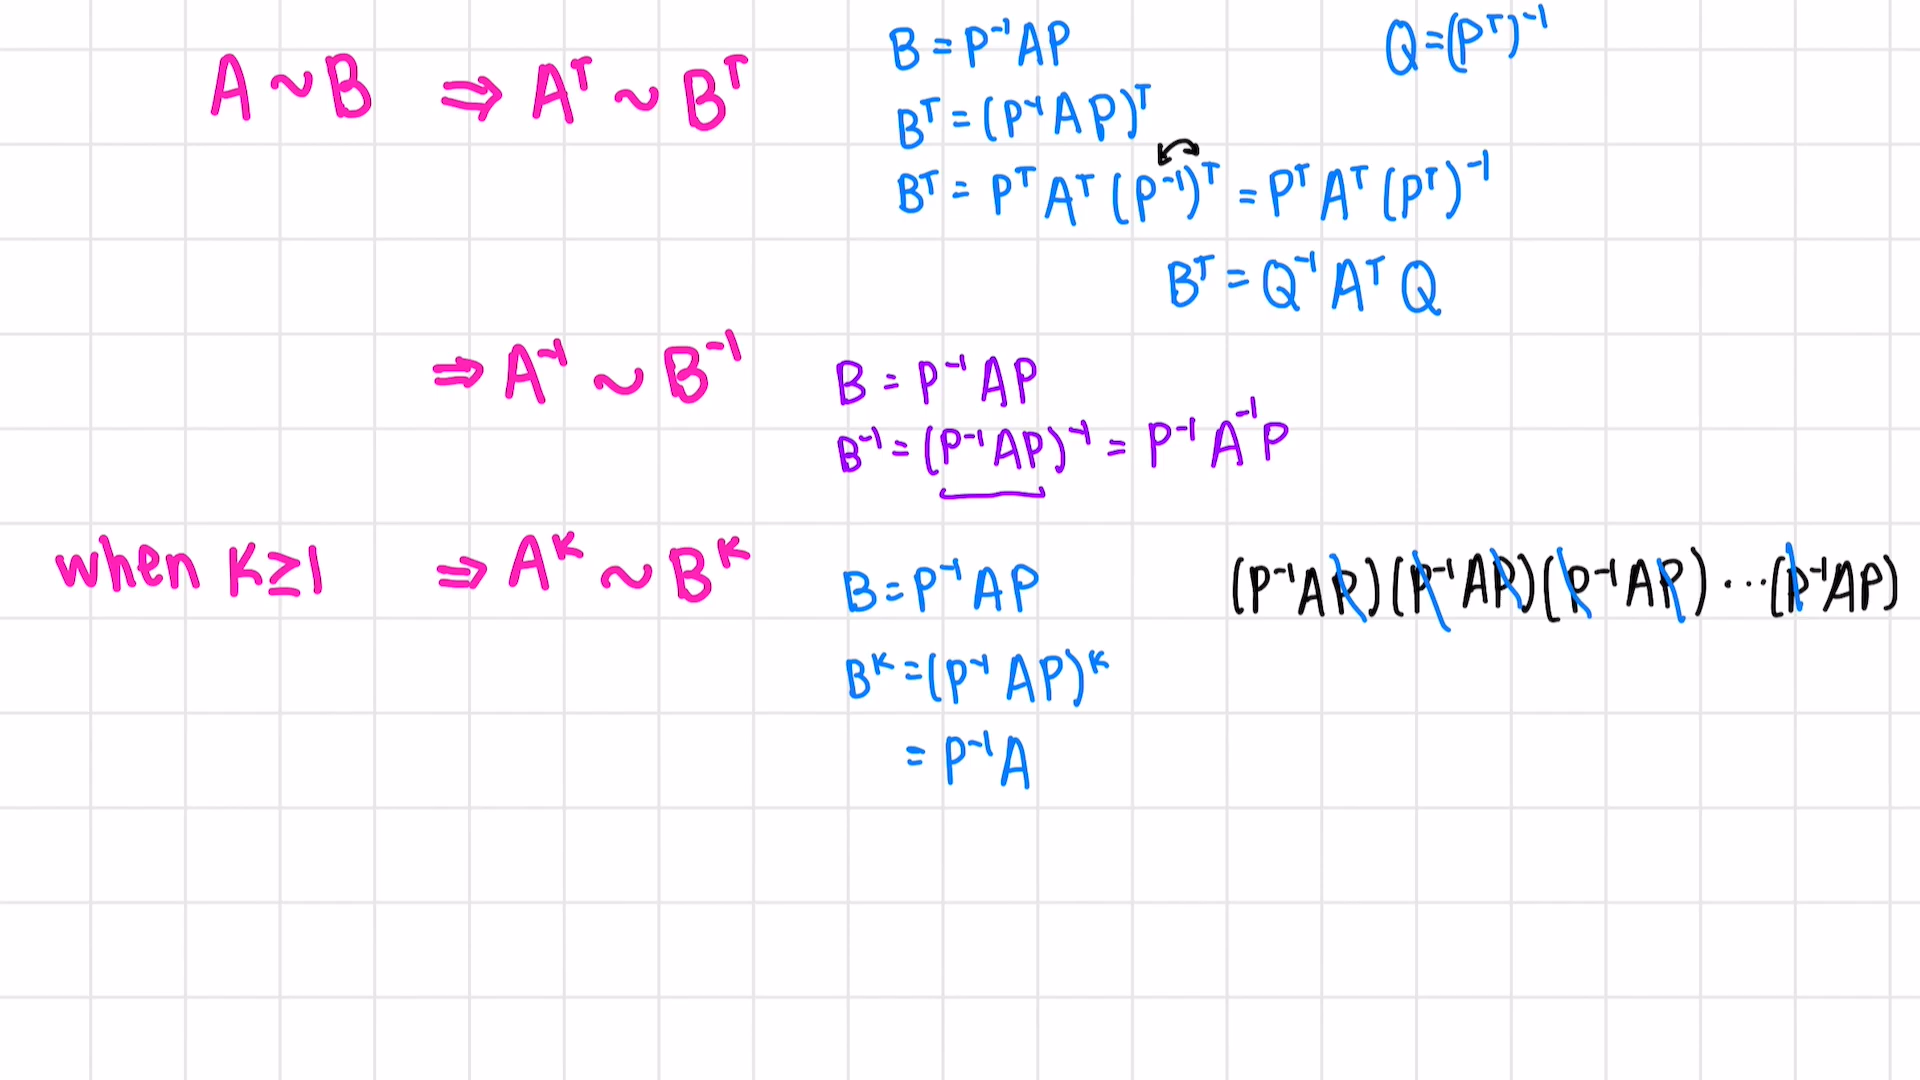 A ~ B ⇒ Aᵀ ~ Bᵀ
B = P⁻¹AP
Q = (Pᵀ)⁻¹
Bᵀ = (P⁻¹AP)ᵀ
Bᵀ = PᵀAᵀ(P⁻¹)ᵀ = PᵀAᵀ(Pᵀ)⁻¹
Bᵀ = Q⁻¹AᵀQ
⇒ A⁻¹ ~ B⁻¹
B = P⁻¹AP
B⁻¹ = (P⁻¹AP)⁻¹ = P⁻¹A⁻¹P
when K≥1 ⇒ Aᴷ ~ Bᴷ
B = P⁻¹AP
(P⁻¹AP)(P⁻¹AP)(P⁻¹AP)···(P⁻¹AP)
Bᴷ = (P⁻¹AP)ᴷ
= P⁻¹A